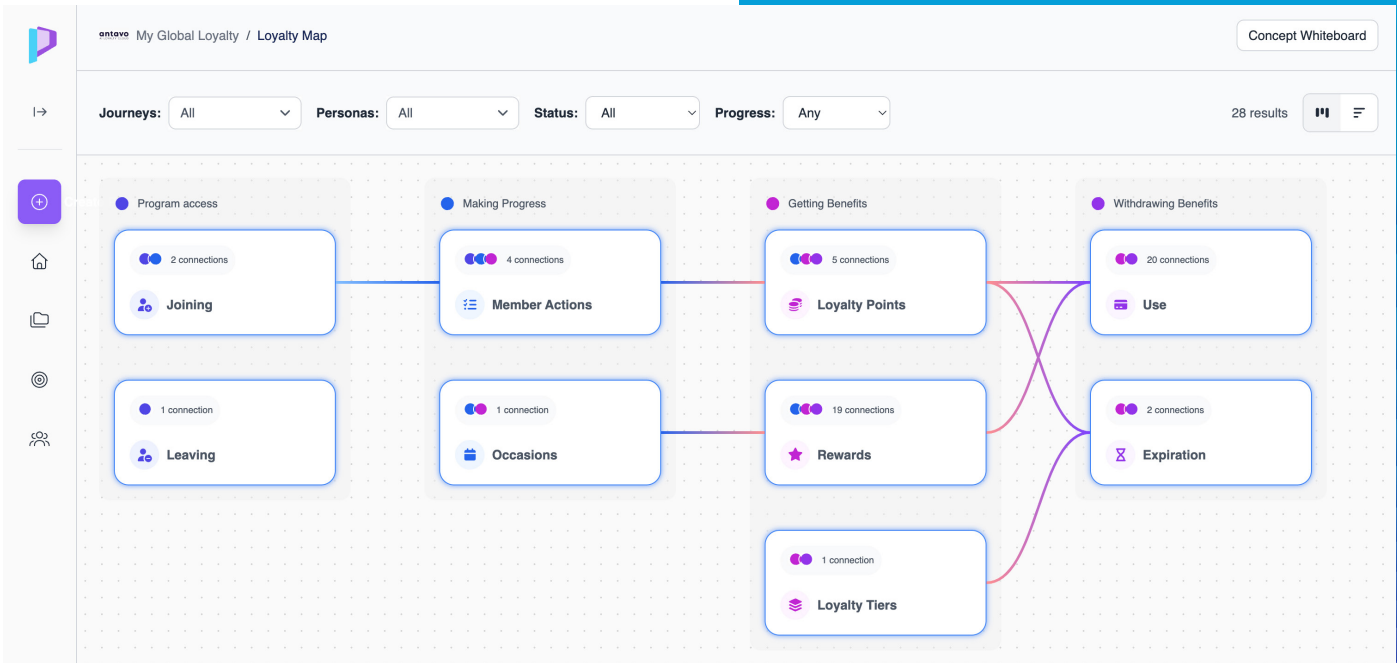 antavo My Global Loyalty / Loyalty Map
Concept Whiteboard
Journeys: All Personas: All Status: All Progress: Any 28 results
Program access
2 connections
Joining
1 connection
Leaving
Making Progress
4 connections
Member Actions
1 connection
Occasions
Getting Benefits
5 connections
Loyalty Points
19 connections
Rewards
1 connection
Loyalty Tiers
Withdrawing Benefits
20 connections
Use
2 connections
Expiration